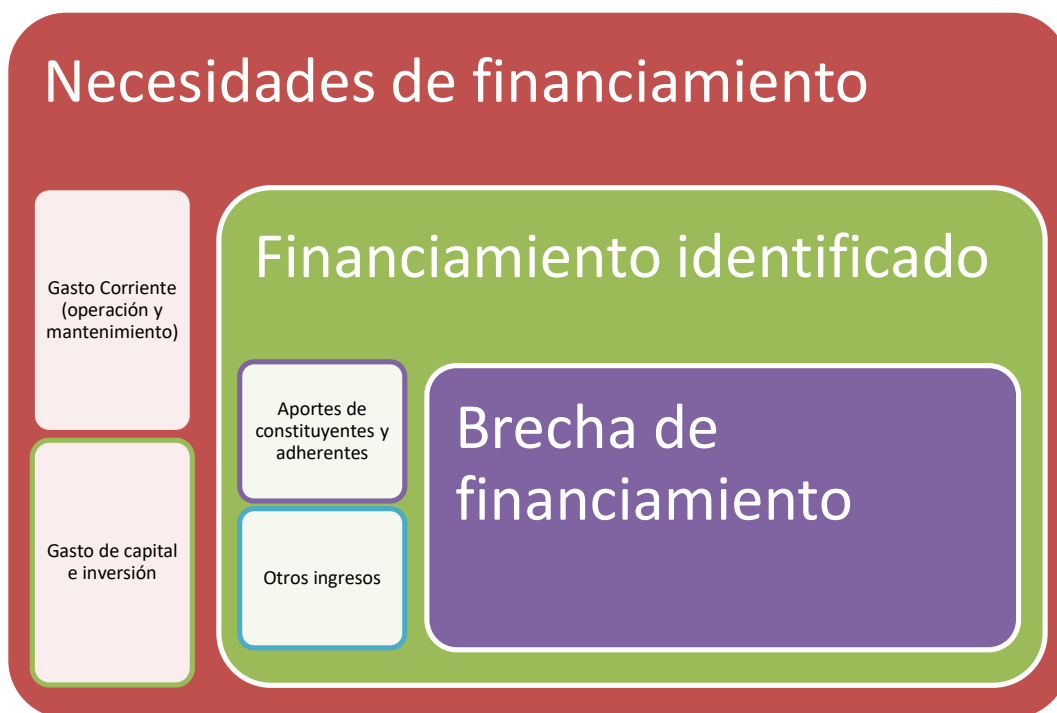 Necesidades de financiamiento
Gasto Corriente
(operación y
mantenimiento)
Gasto de capital
e inversión
Financiamiento identificado
Aportes de
constituyentes y
adherentes
Otros ingresos
Brecha de
financiamiento